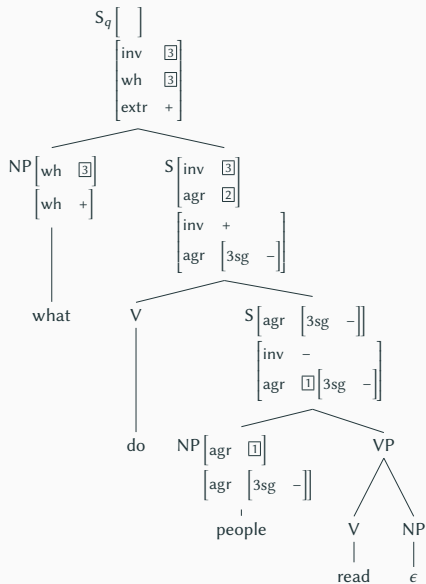 S_q [ ]
[inv [3]
wh [3]
extr +]
NP [wh [3]] S [inv [3]
[wh +] agr [2]]
[inv +
agr [3sg −]]
what V S [agr [3sg −]]
[inv −
agr [1] [3sg −]]
do NP [agr [1]] VP
[agr [3sg −]]
people V NP
read ϵ